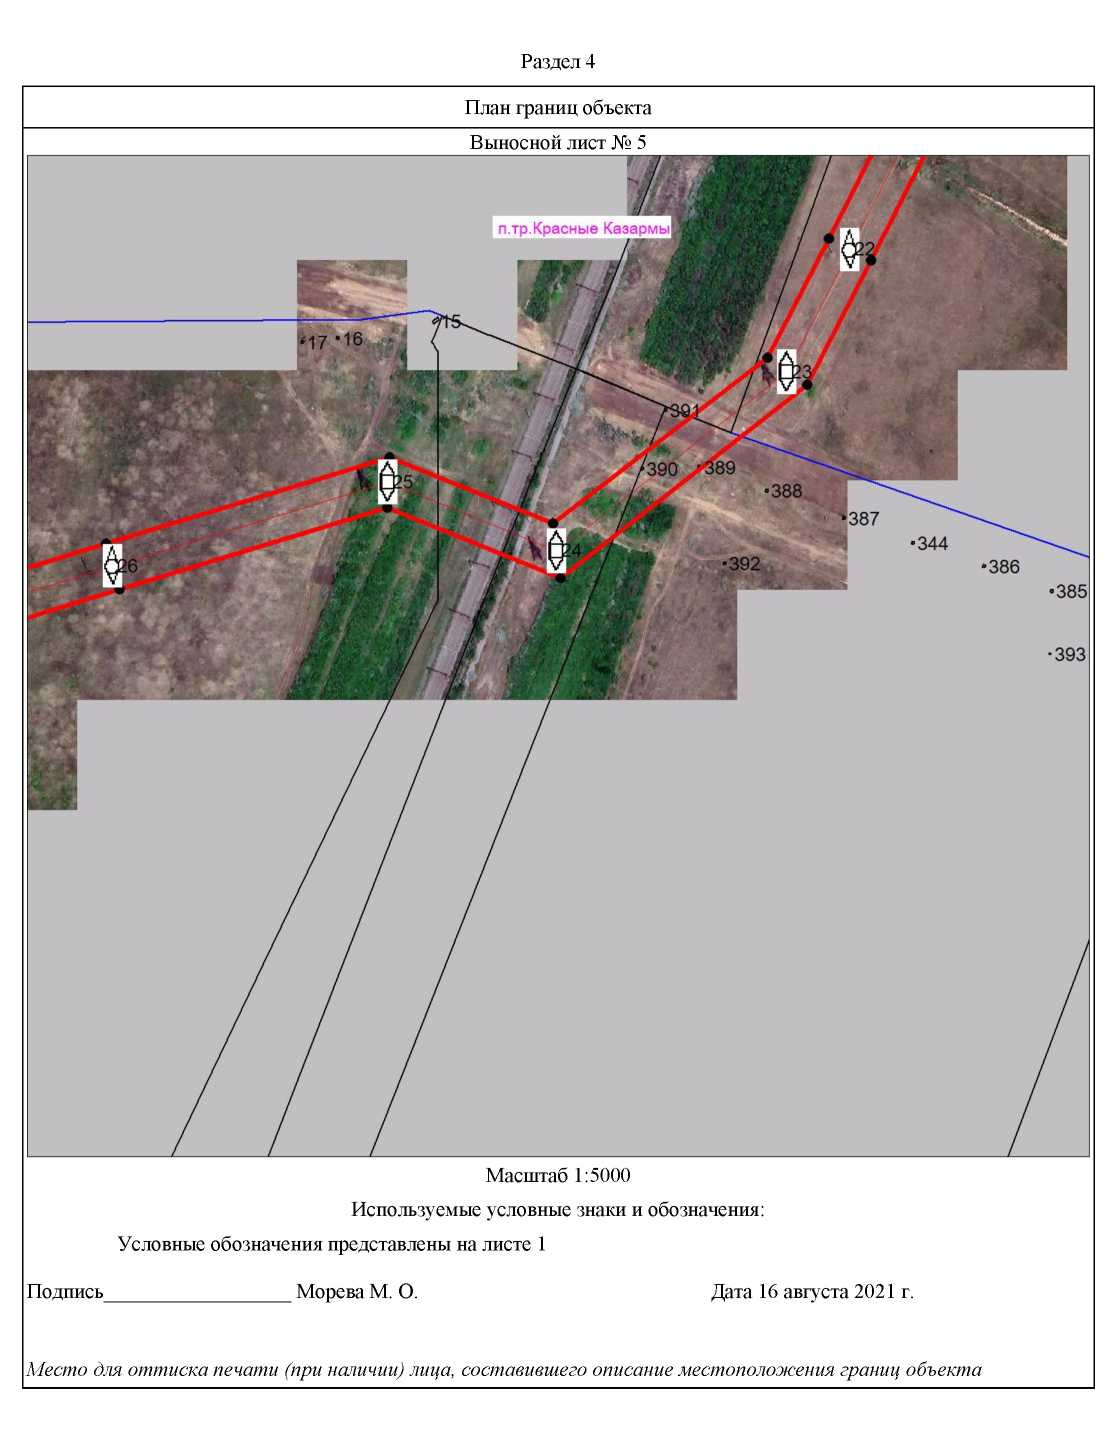 Раздел 4
План границ объекта
Выносной лист № 5
п.тр.Красные Казармы
22
15
17
16
23
391
390
389
25
388
387
24
344
26
392
386
385
393
Масштаб 1:5000
Используемые условные знаки и обозначения:
Условные обозначения представлены на листе 1
Подпись__________________ Морева М. О. Дата 16 августа 2021 г.
Место для оттиска печати (при наличии) лица, составившего описание местоположения границ объекта